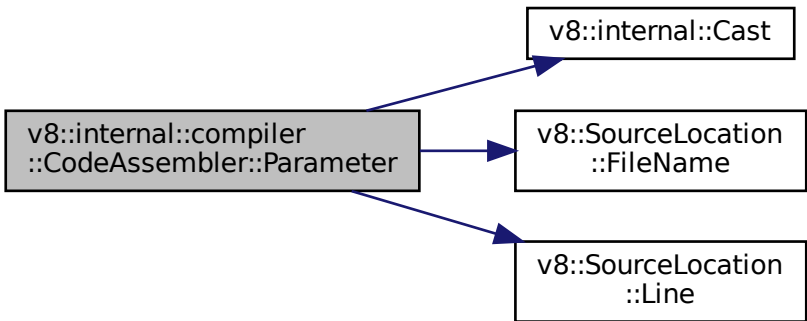 v8::internal::Cast
v8::internal::compiler
::CodeAssembler::Parameter
v8::SourceLocation
::FileName
v8::SourceLocation
::Line